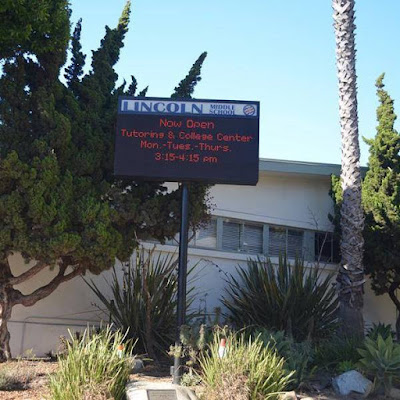 LINCOLN MIDDLE SCHOOL
Now Open
Tutoring & College Center
Mon.-Tues.-Thurs.
3:15-4:15 pm